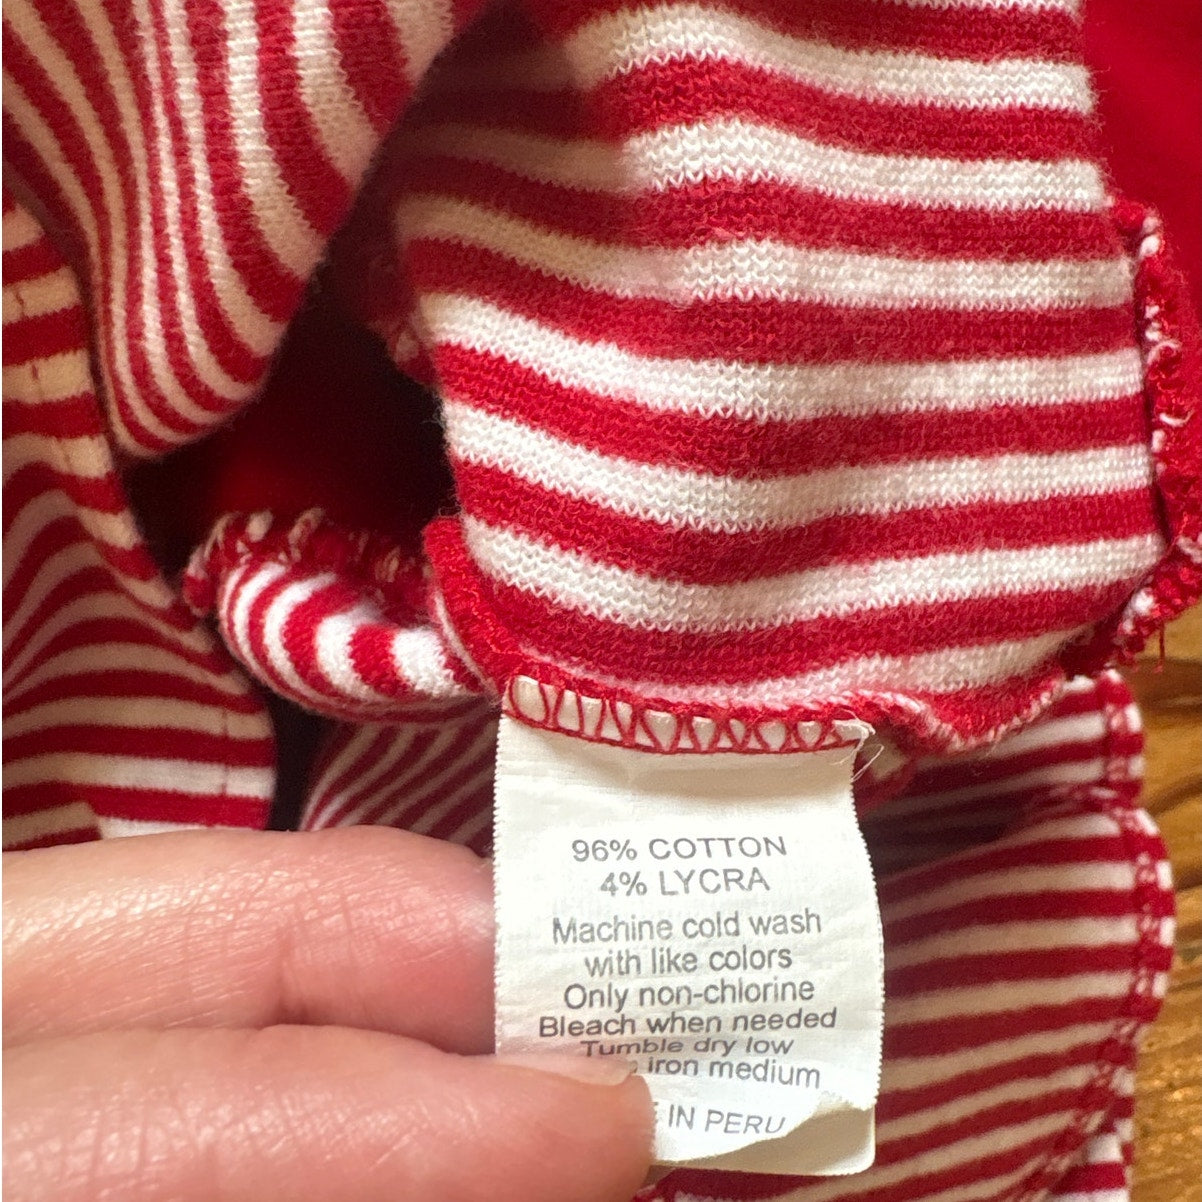 96% COTTON
4% LYCRA
Machine cold wash
with like colors
Only non-chlorine
Bleach when needed
Tumble dry low
iron medium
IN PERU